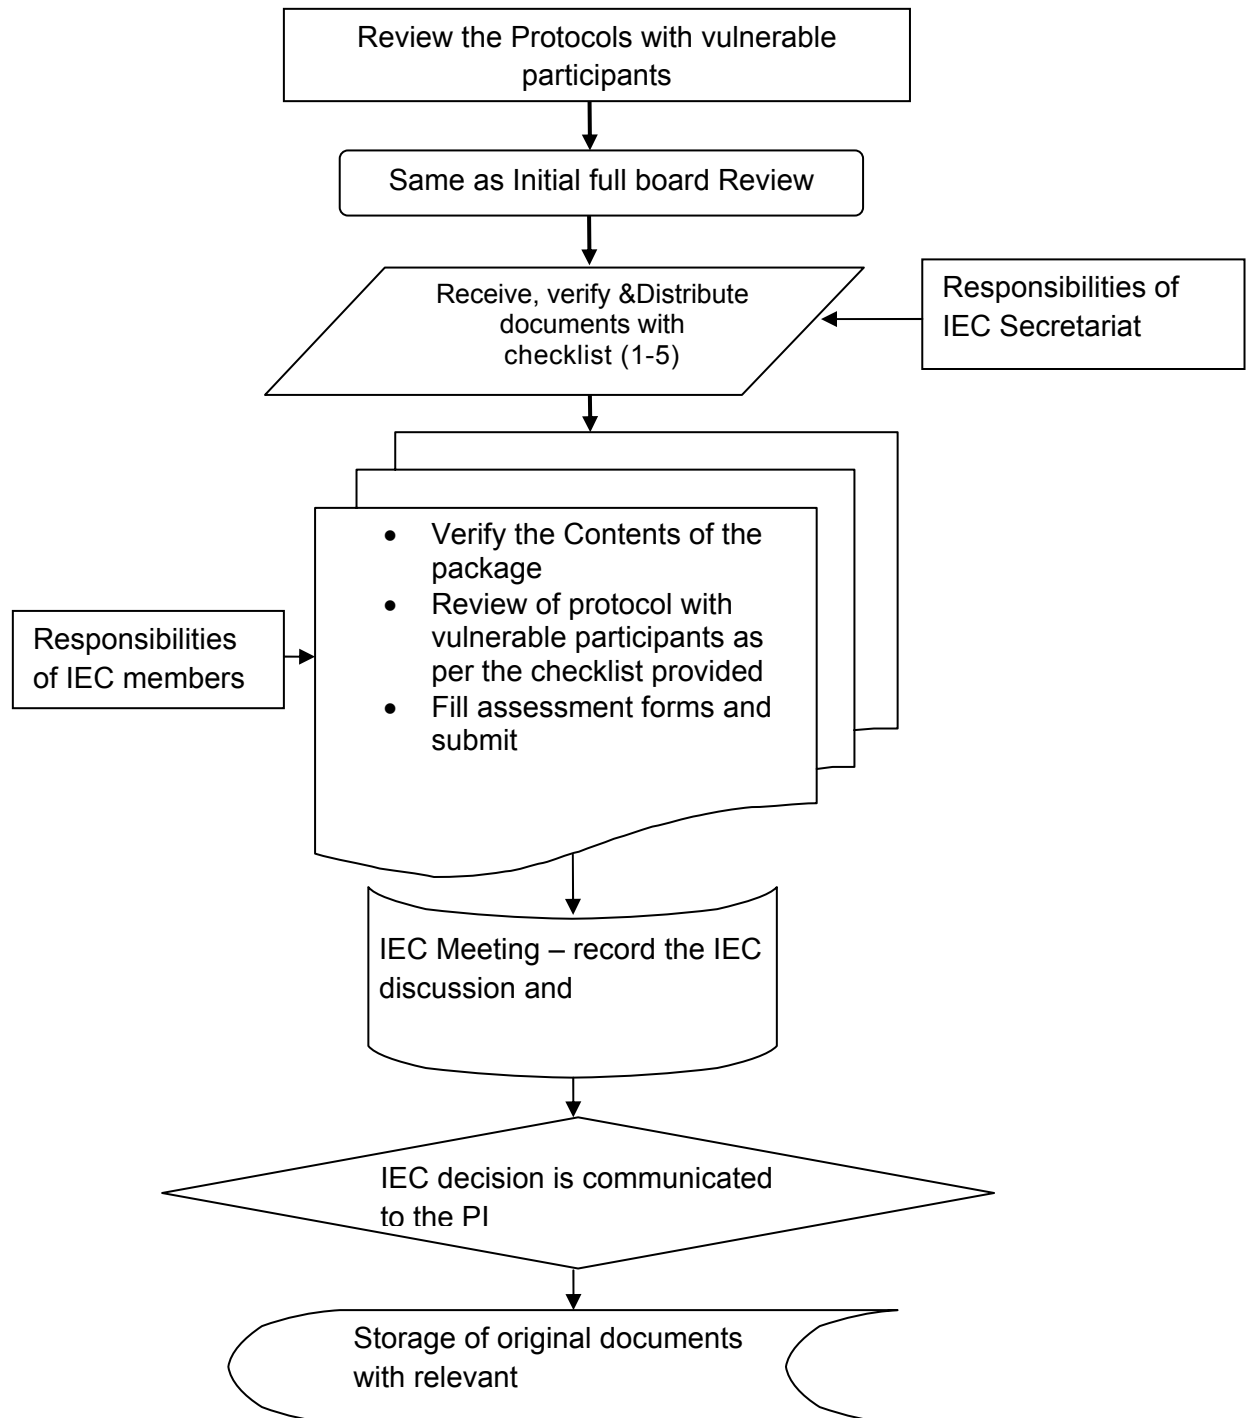 Review the Protocols with vulnerable
participants
Same as Initial full board Review
Receive, verify &Distribute
documents with
checklist (1-5)
Responsibilities of
IEC Secretariat
• Verify the Contents of the
package
• Review of protocol with
vulnerable participants as
per the checklist provided
• Fill assessment forms and
submit
Responsibilities
of IEC members
IEC Meeting – record the IEC
discussion and
IEC decision is communicated
to the PI
Storage of original documents
with relevant